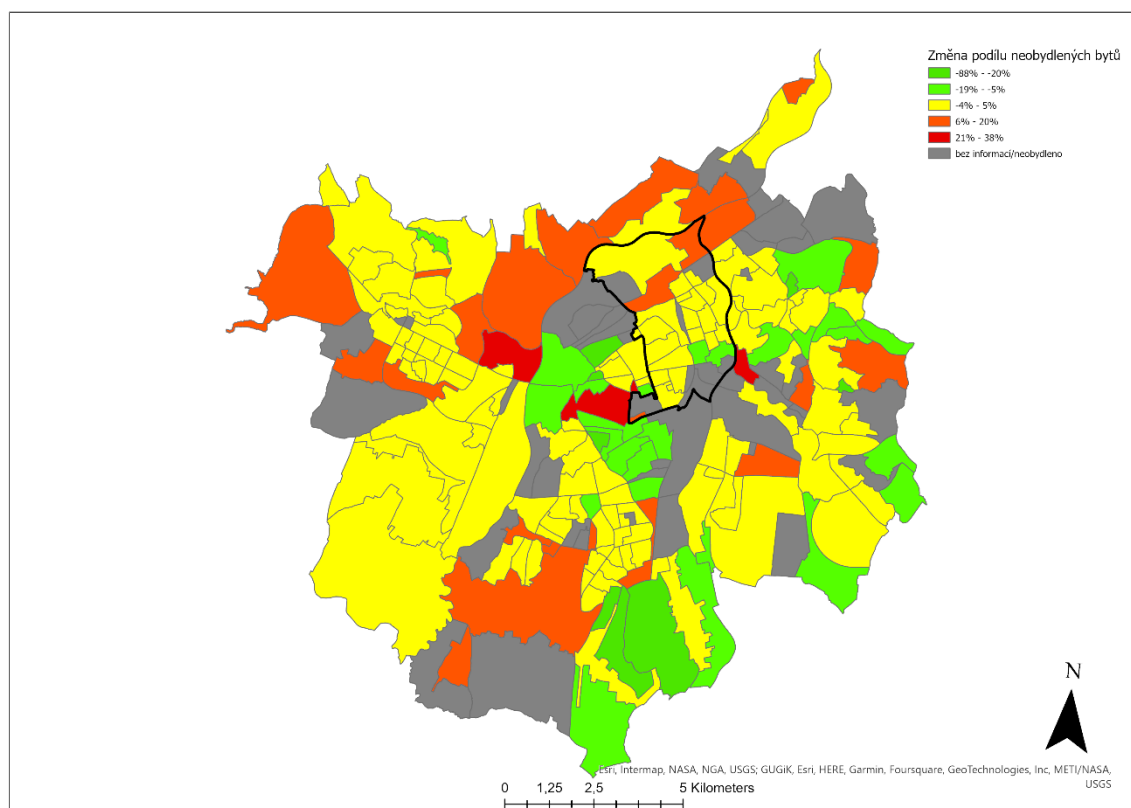 Změna podílu neobydlených bytů
-88% - -20%
-19% - -5%
-4% - 5%
6% - 20%
21% - 38%
bez informací/neobydleno
N
Esri, Intermap, NASA, NGA, USGS; GUGiK, Esri, HERE, Garmin, Foursquare, GeoTechnologies, Inc, METI/NASA,
USGS
0 1,25 2,5 5 Kilometers